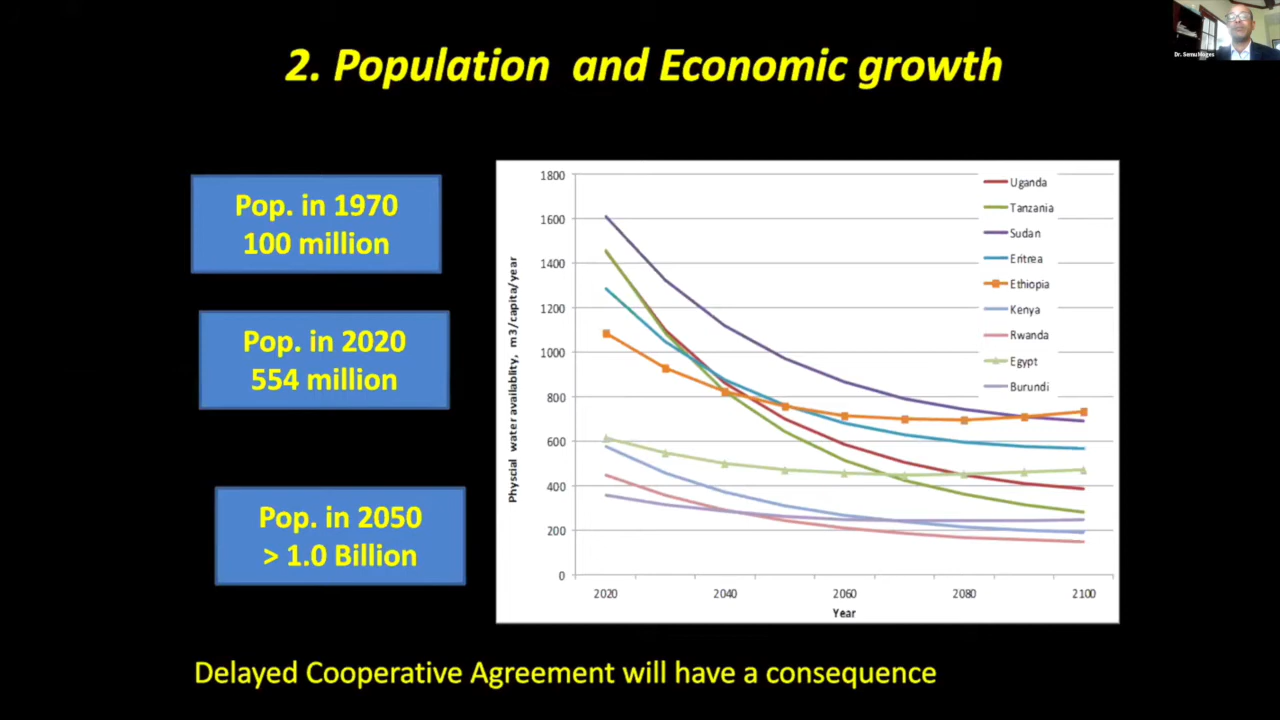 2. Population and Economic growth
Pop. in 1970
100 million
Pop. in 2020
554 million
Pop. in 2050
> 1.0 Billion
Physcial water availablity, m3/capita/year
1800
1600
1400
1200
1000
800
600
400
200
0
2020
2040
2060
2080
2100
Year
Uganda
Tanzania
Sudan
Eritrea
Ethiopia
Kenya
Rwanda
Egypt
Burundi
Delayed Cooperative Agreement will have a consequence